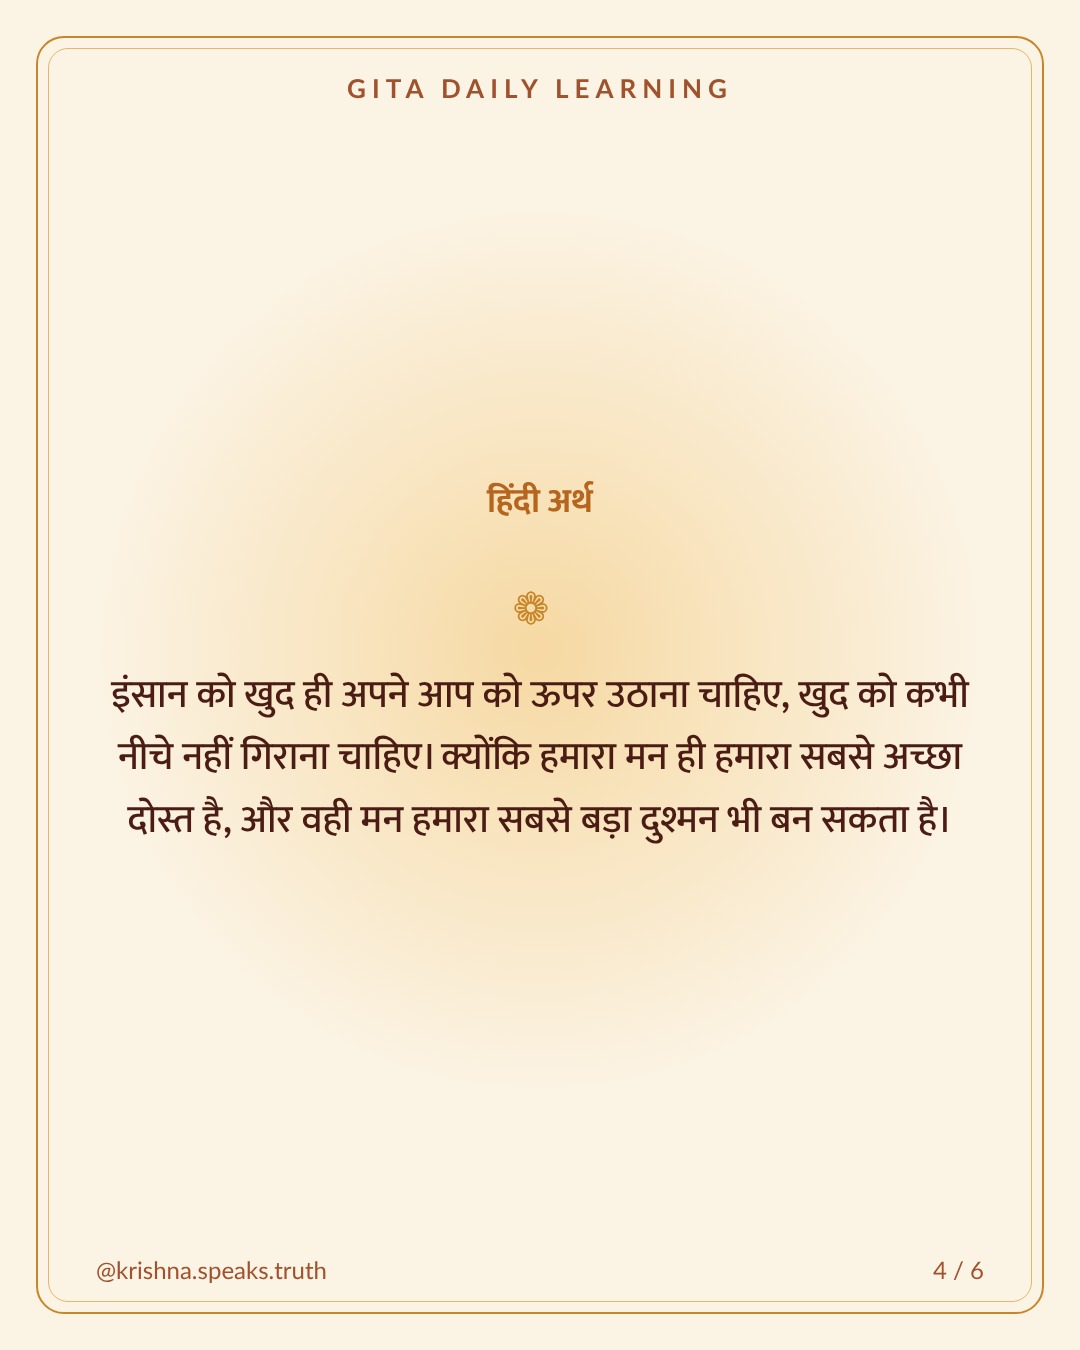 GITA DAILY LEARNING
हिंदी अर्थ
इंसान को खुद ही अपने आप को ऊपर उठाना चाहिए, खुद को कभी
नीचे नहीं गिराना चाहिए। क्योंकि हमारा मन ही हमारा सबसे अच्छा
दोस्त है, और वही मन हमारा सबसे बड़ा दुश्मन भी बन सकता है।
@krishna.speaks.truth
4 / 6